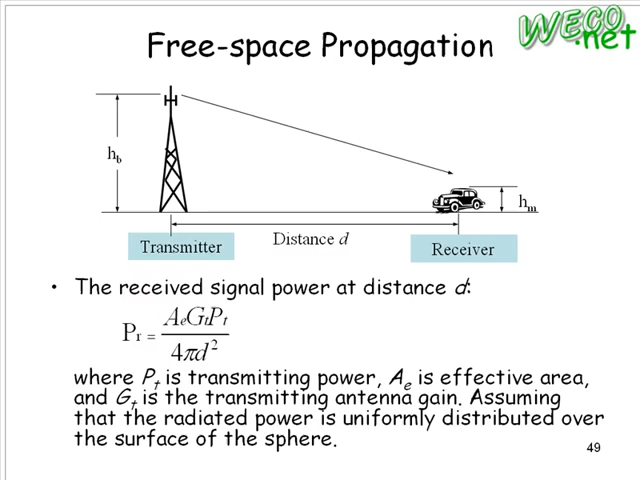 WECO
.net
Free-space Propagation
hb
hm
Transmitter
Distance d
Receiver
• The received signal power at distance d:
Pr = AeGtPt / 4πd²
where Pt is transmitting power, Ae is effective area,
and Gt is the transmitting antenna gain. Assuming
that the radiated power is uniformly distributed over
the surface of the sphere.
49